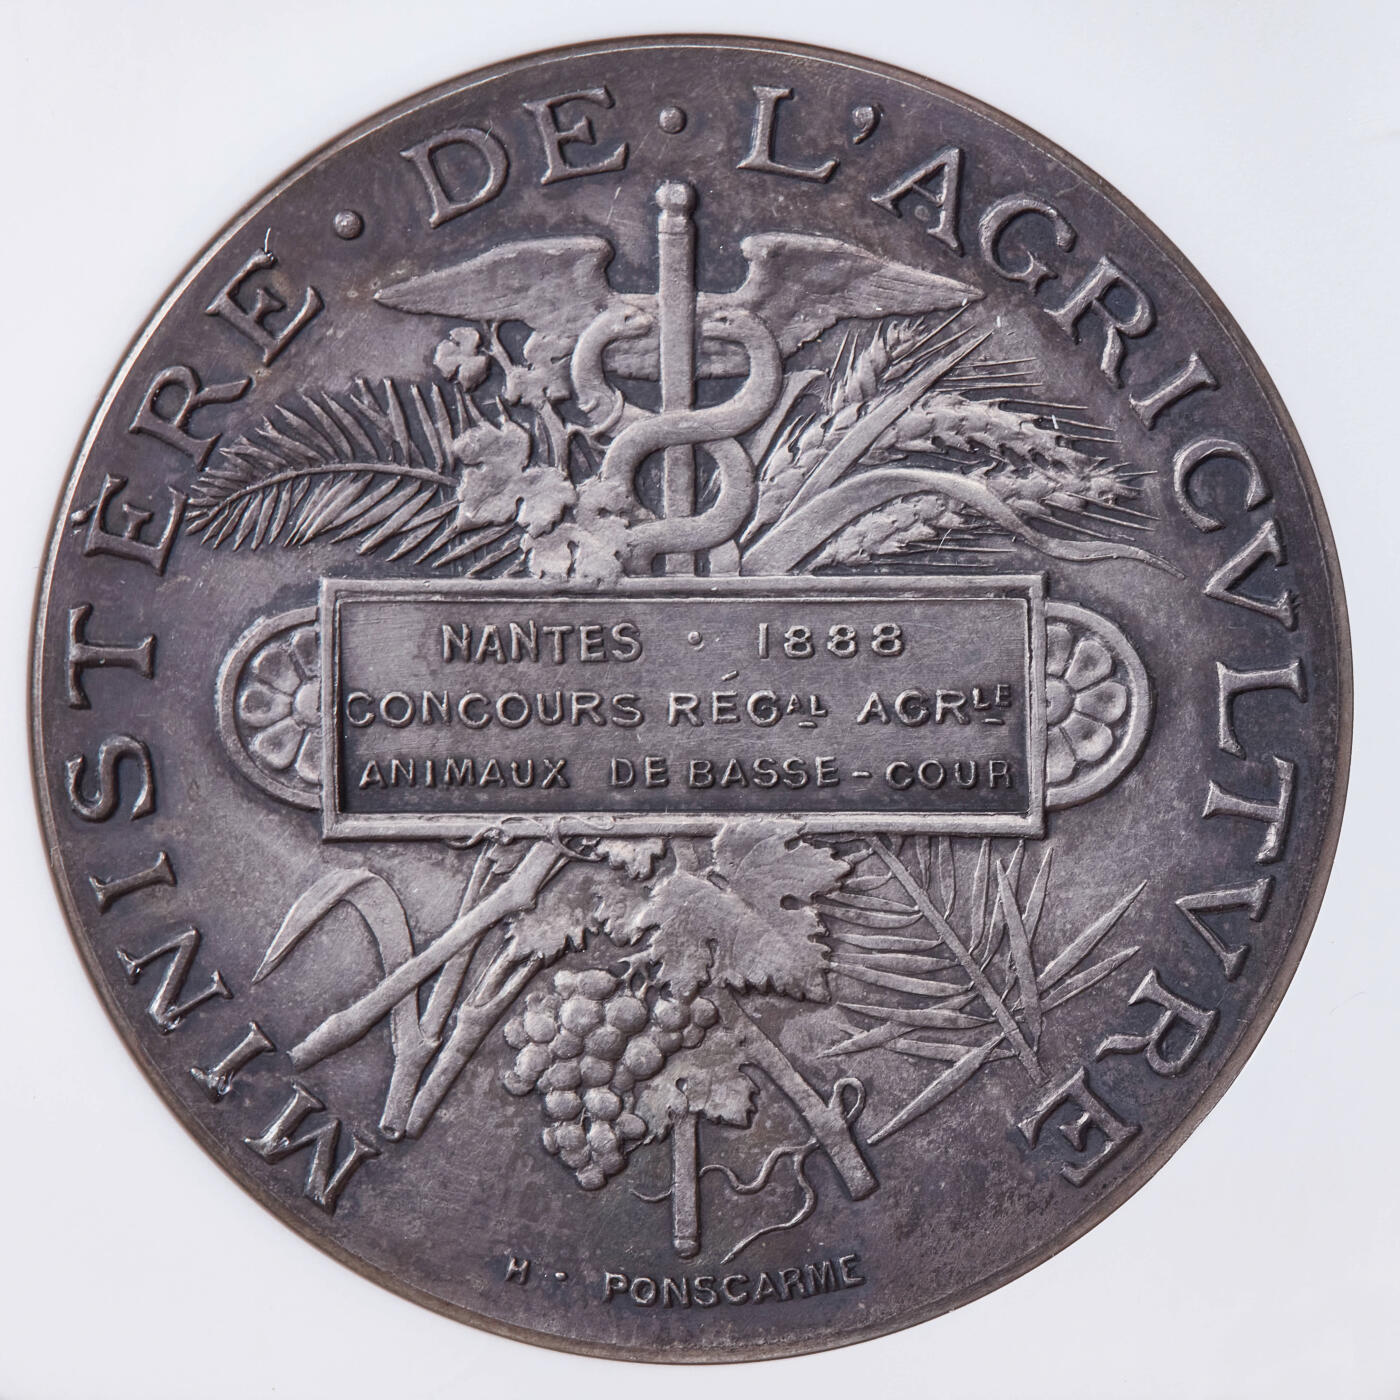 MINISTÈRE · DE · L'AGRICVLTVRE
NANTES · 1888
CONCOURS RÉGAL AGRLE
ANIMAUX DE BASSE-COUR
H · PONSCARME